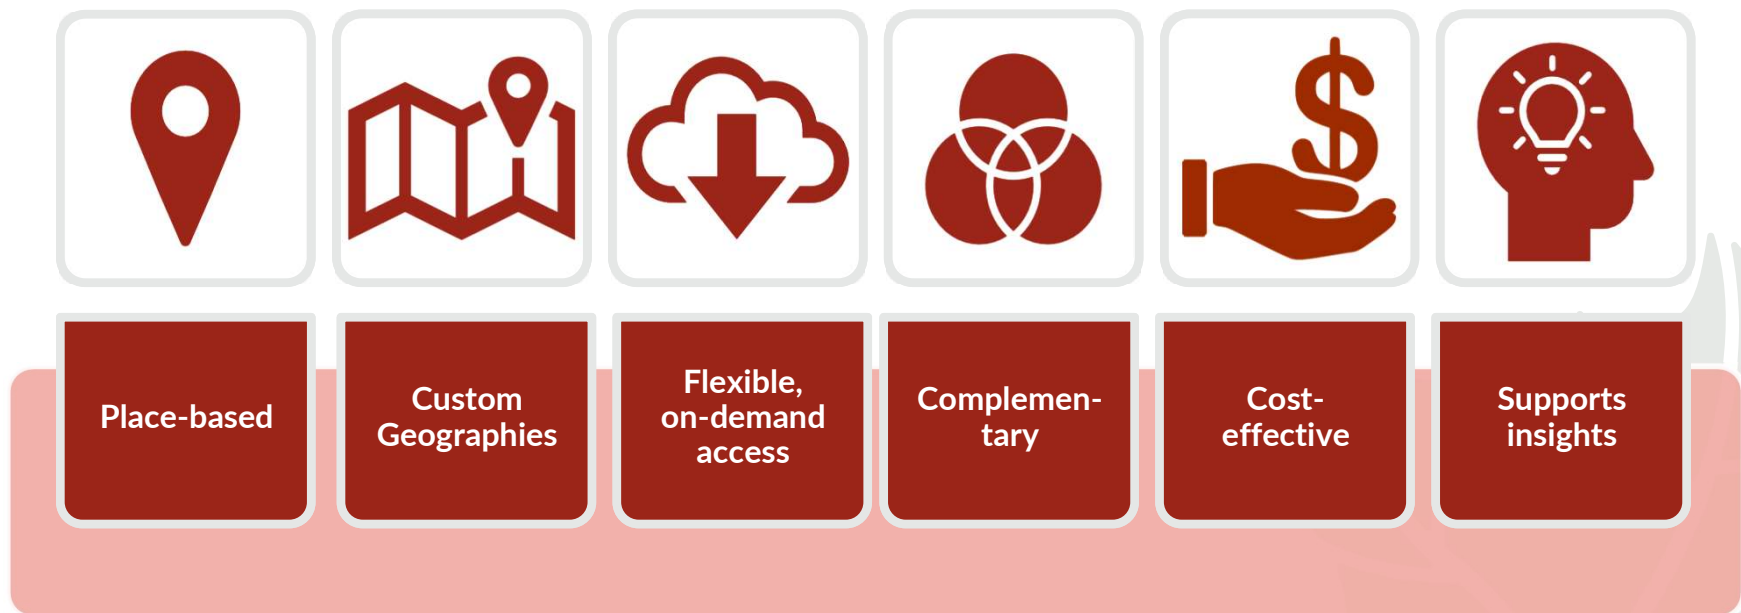 Place-based
Custom
Geographies
Flexible,
on-demand
access
Complemen-
tary
Cost-
effective
Supports
insights